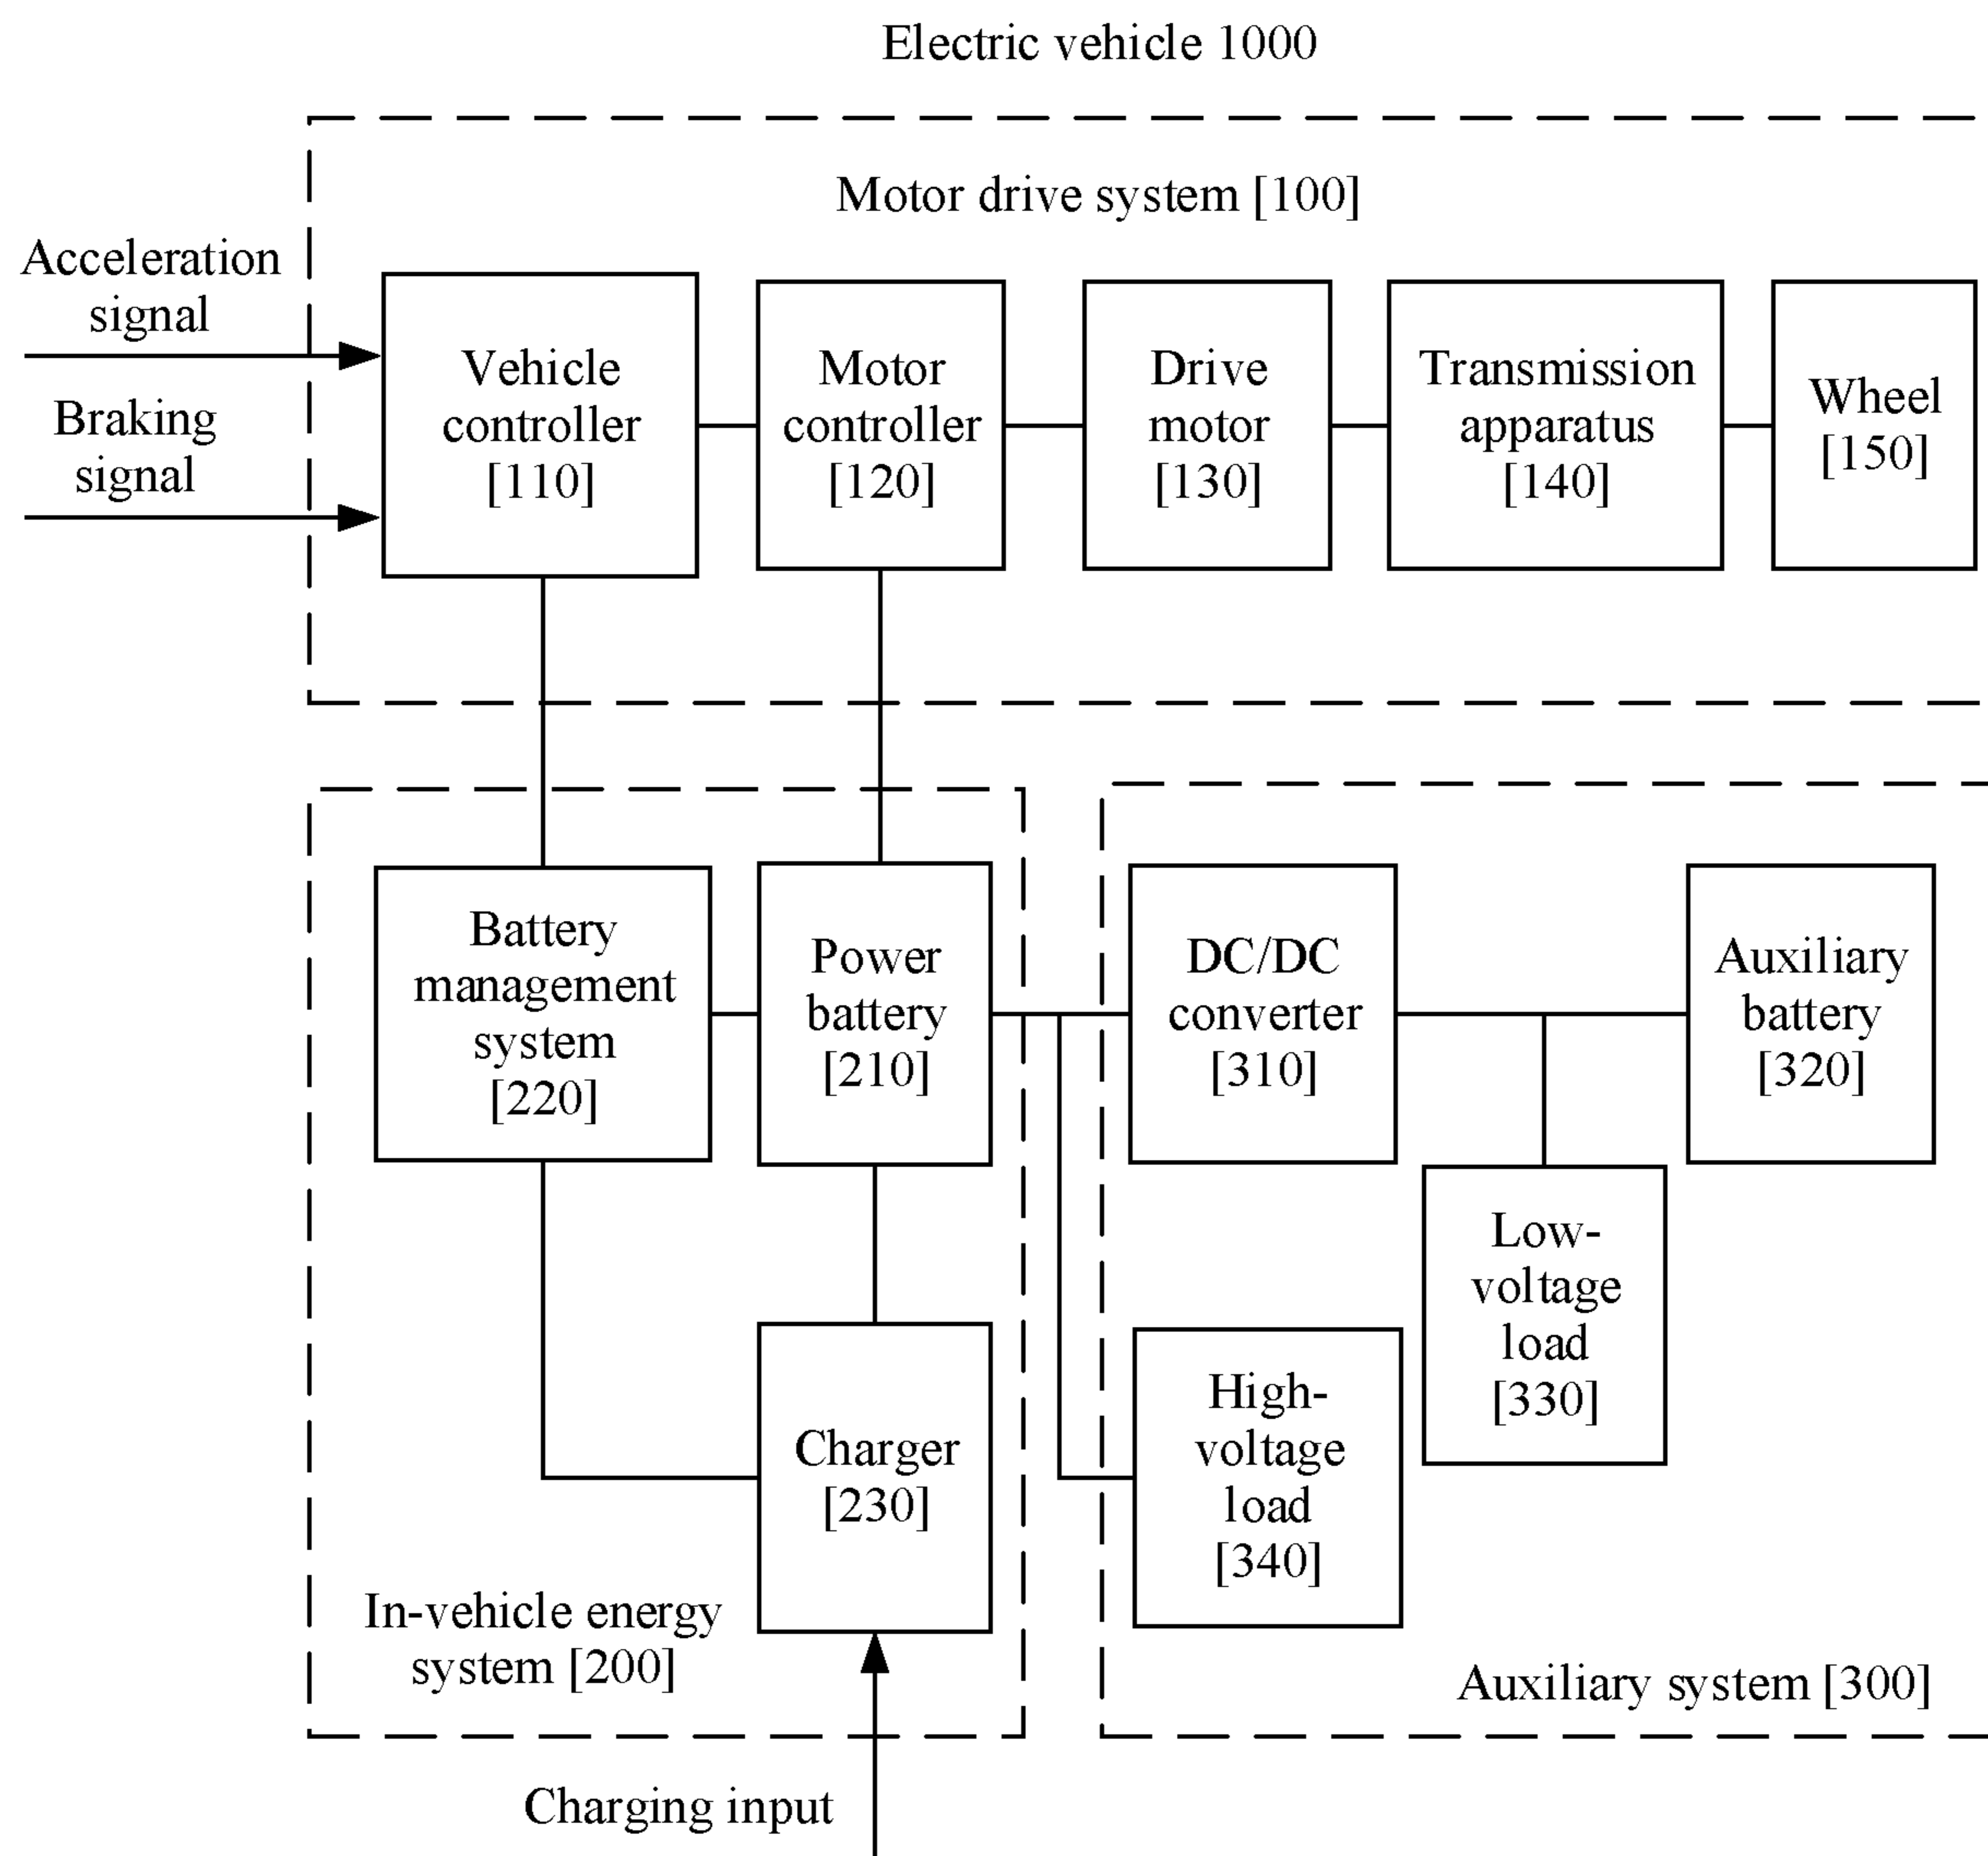 Electric vehicle 1000
Motor drive system [100]
Acceleration
signal
Braking
signal
Vehicle
controller
[110]
Motor
controller
[120]
Drive
motor
[130]
Transmission
apparatus
[140]
Wheel
[150]
Battery
management
system
[220]
Power
battery
[210]
DC/DC
converter
[310]
Auxiliary
battery
[320]
Low-
voltage
load
[330]
High-
voltage
load
[340]
Charger
[230]
In-vehicle energy
system [200]
Auxiliary system [300]
Charging input